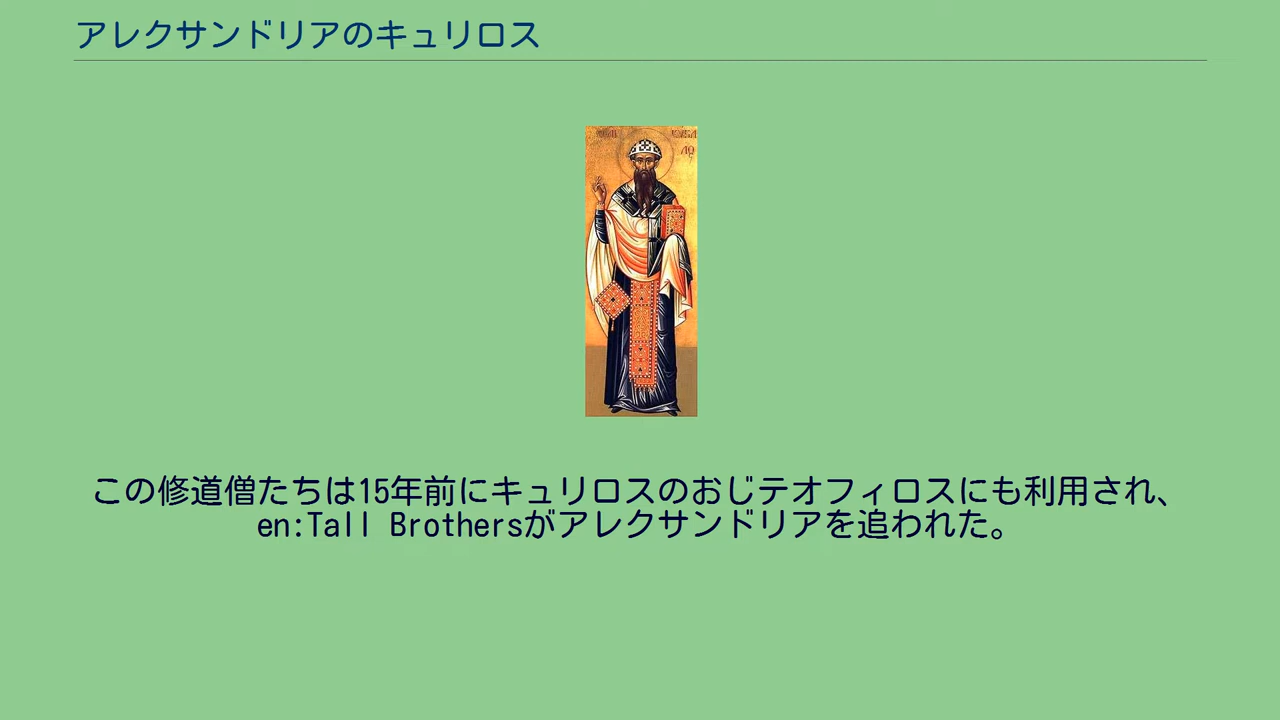 アレクサンドリアのキュリロス
この修道僧たちは15年前にキュリロスのおじテオフィロスにも利用され、
en:Tall Brothersがアレクサンドリアを追われた。